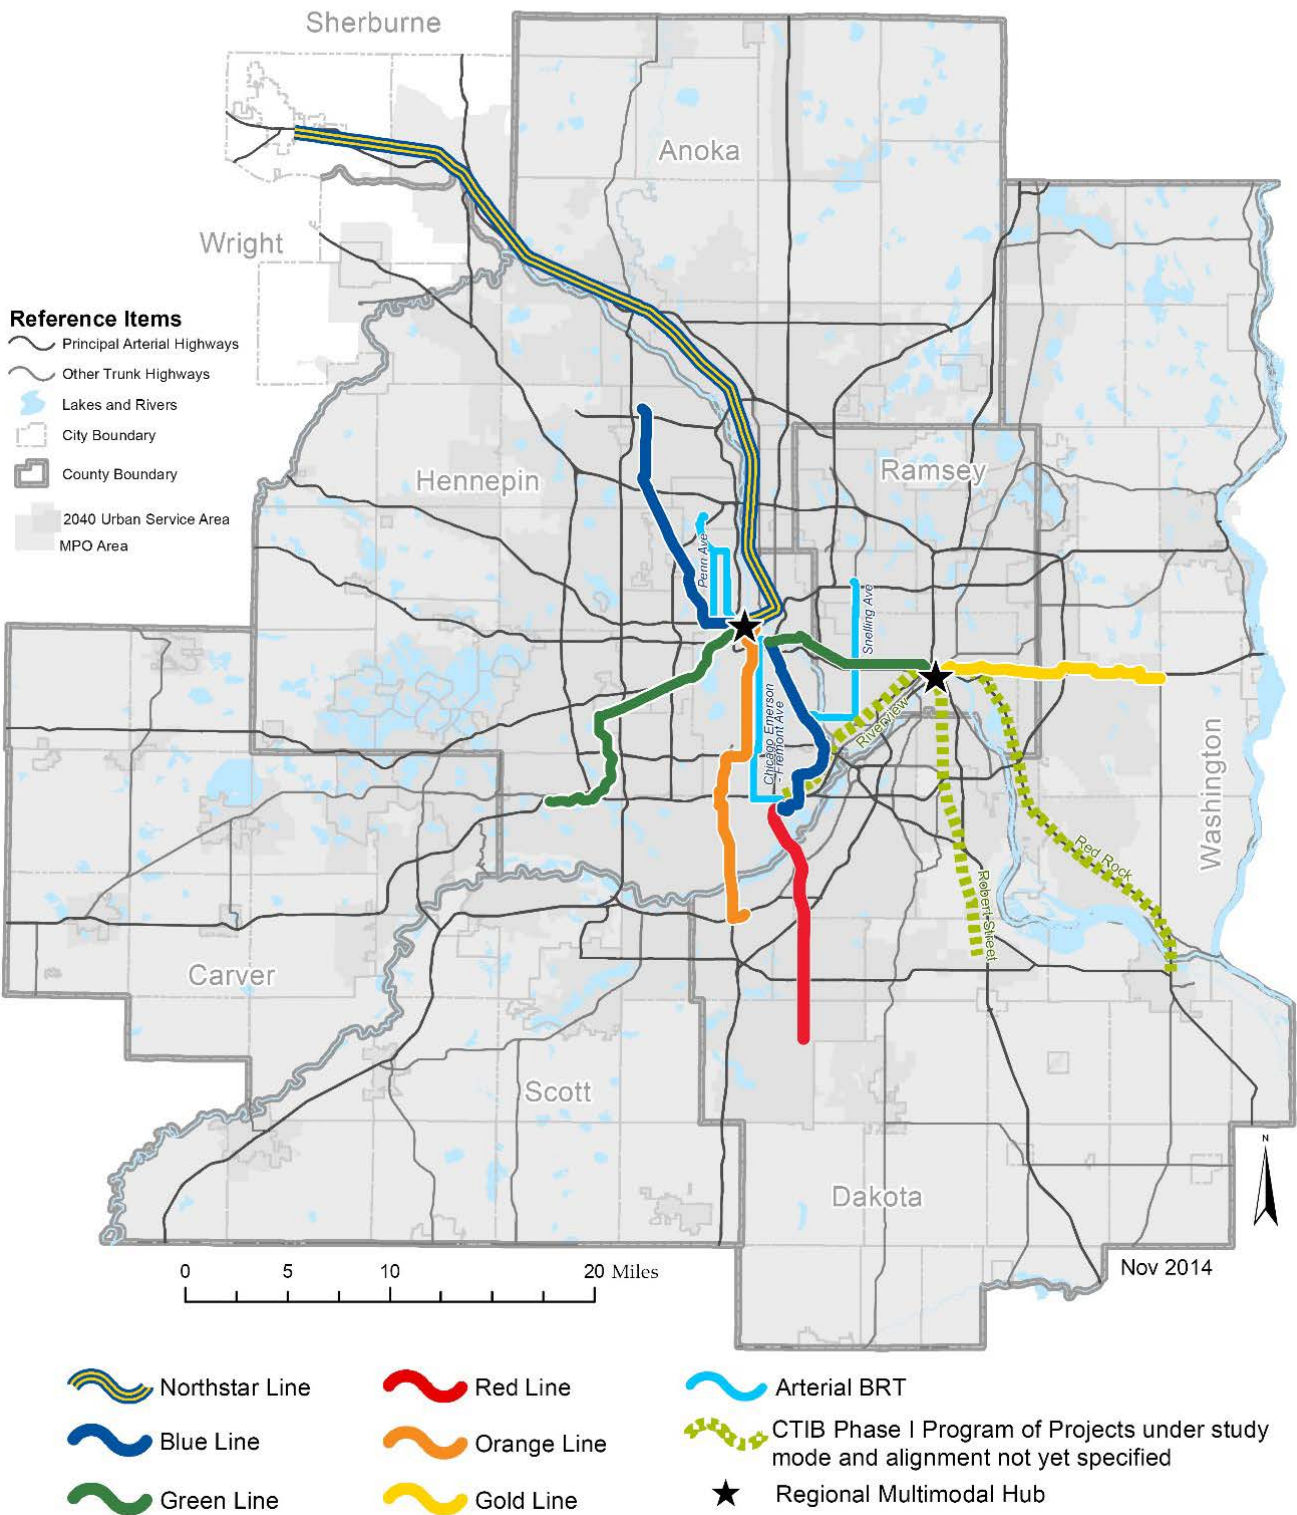 Sherburne
Anoka
Wright
Reference Items
Principal Arterial Highways
Other Trunk Highways
Lakes and Rivers
City Boundary
County Boundary
2040 Urban Service Area
MPO Area
Hennepin
Ramsey
Penn Ave
Snelling Ave
Chicago Emerson
- Fremont Ave
Riverview
Washington
Red Rock
Robert Street
Carver
Scott
Dakota
N
Nov 2014
0 5 10 20 Miles
Northstar Line
Blue Line
Green Line
Red Line
Orange Line
Gold Line
Arterial BRT
CTIB Phase I Program of Projects under study
mode and alignment not yet specified
Regional Multimodal Hub